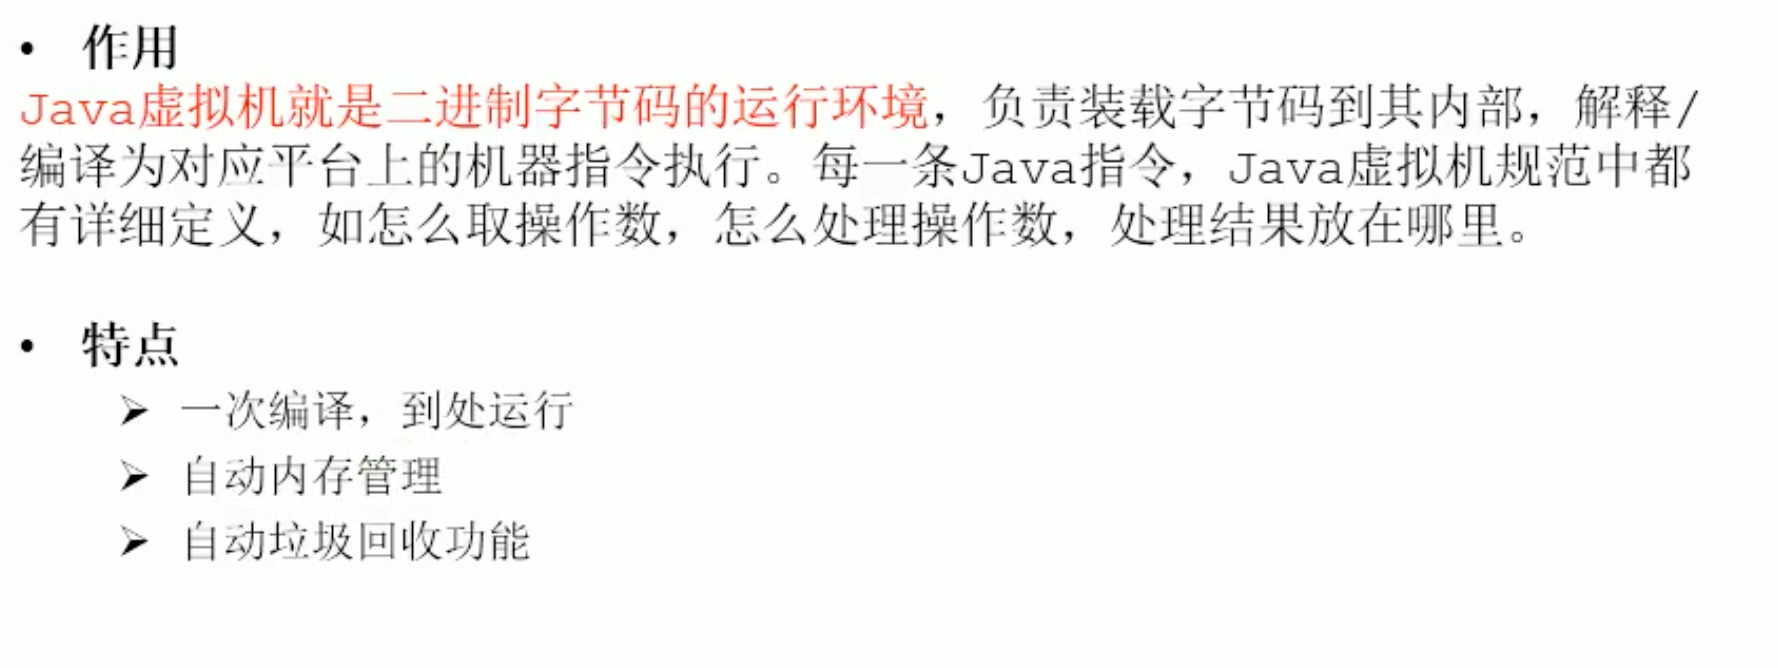 • 作用
Java虚拟机就是二进制字节码的运行环境，负责装载字节码到其内部，解释/
编译为对应平台上的机器指令执行。每一条Java指令，Java虚拟机规范中都
有详细定义，如怎么取操作数，怎么处理操作数，处理结果放在哪里。
• 特点
➢ 一次编译，到处运行
➢ 自动内存管理
➢ 自动垃圾回收功能